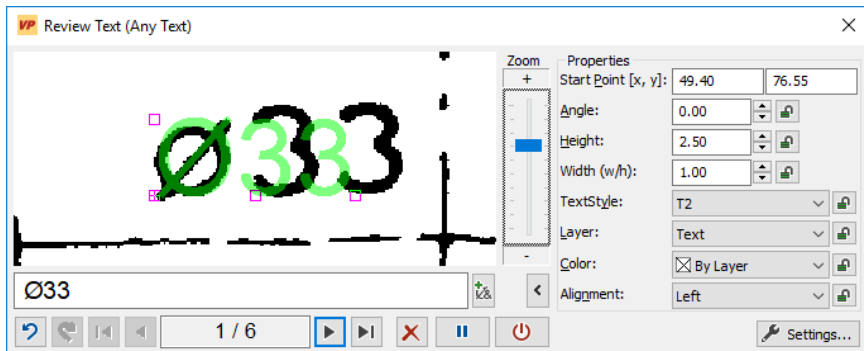 VP Review Text (Any Text)
Ø33
Zoom
+
-
Properties
Start Point [x, y]: 49.40 76.55
Angle: 0.00
Height: 2.50
Width (w/h): 1.00
TextStyle: T2
Layer: Text
Color: By Layer
Alignment: Left
Ø33
1 / 6
Settings...